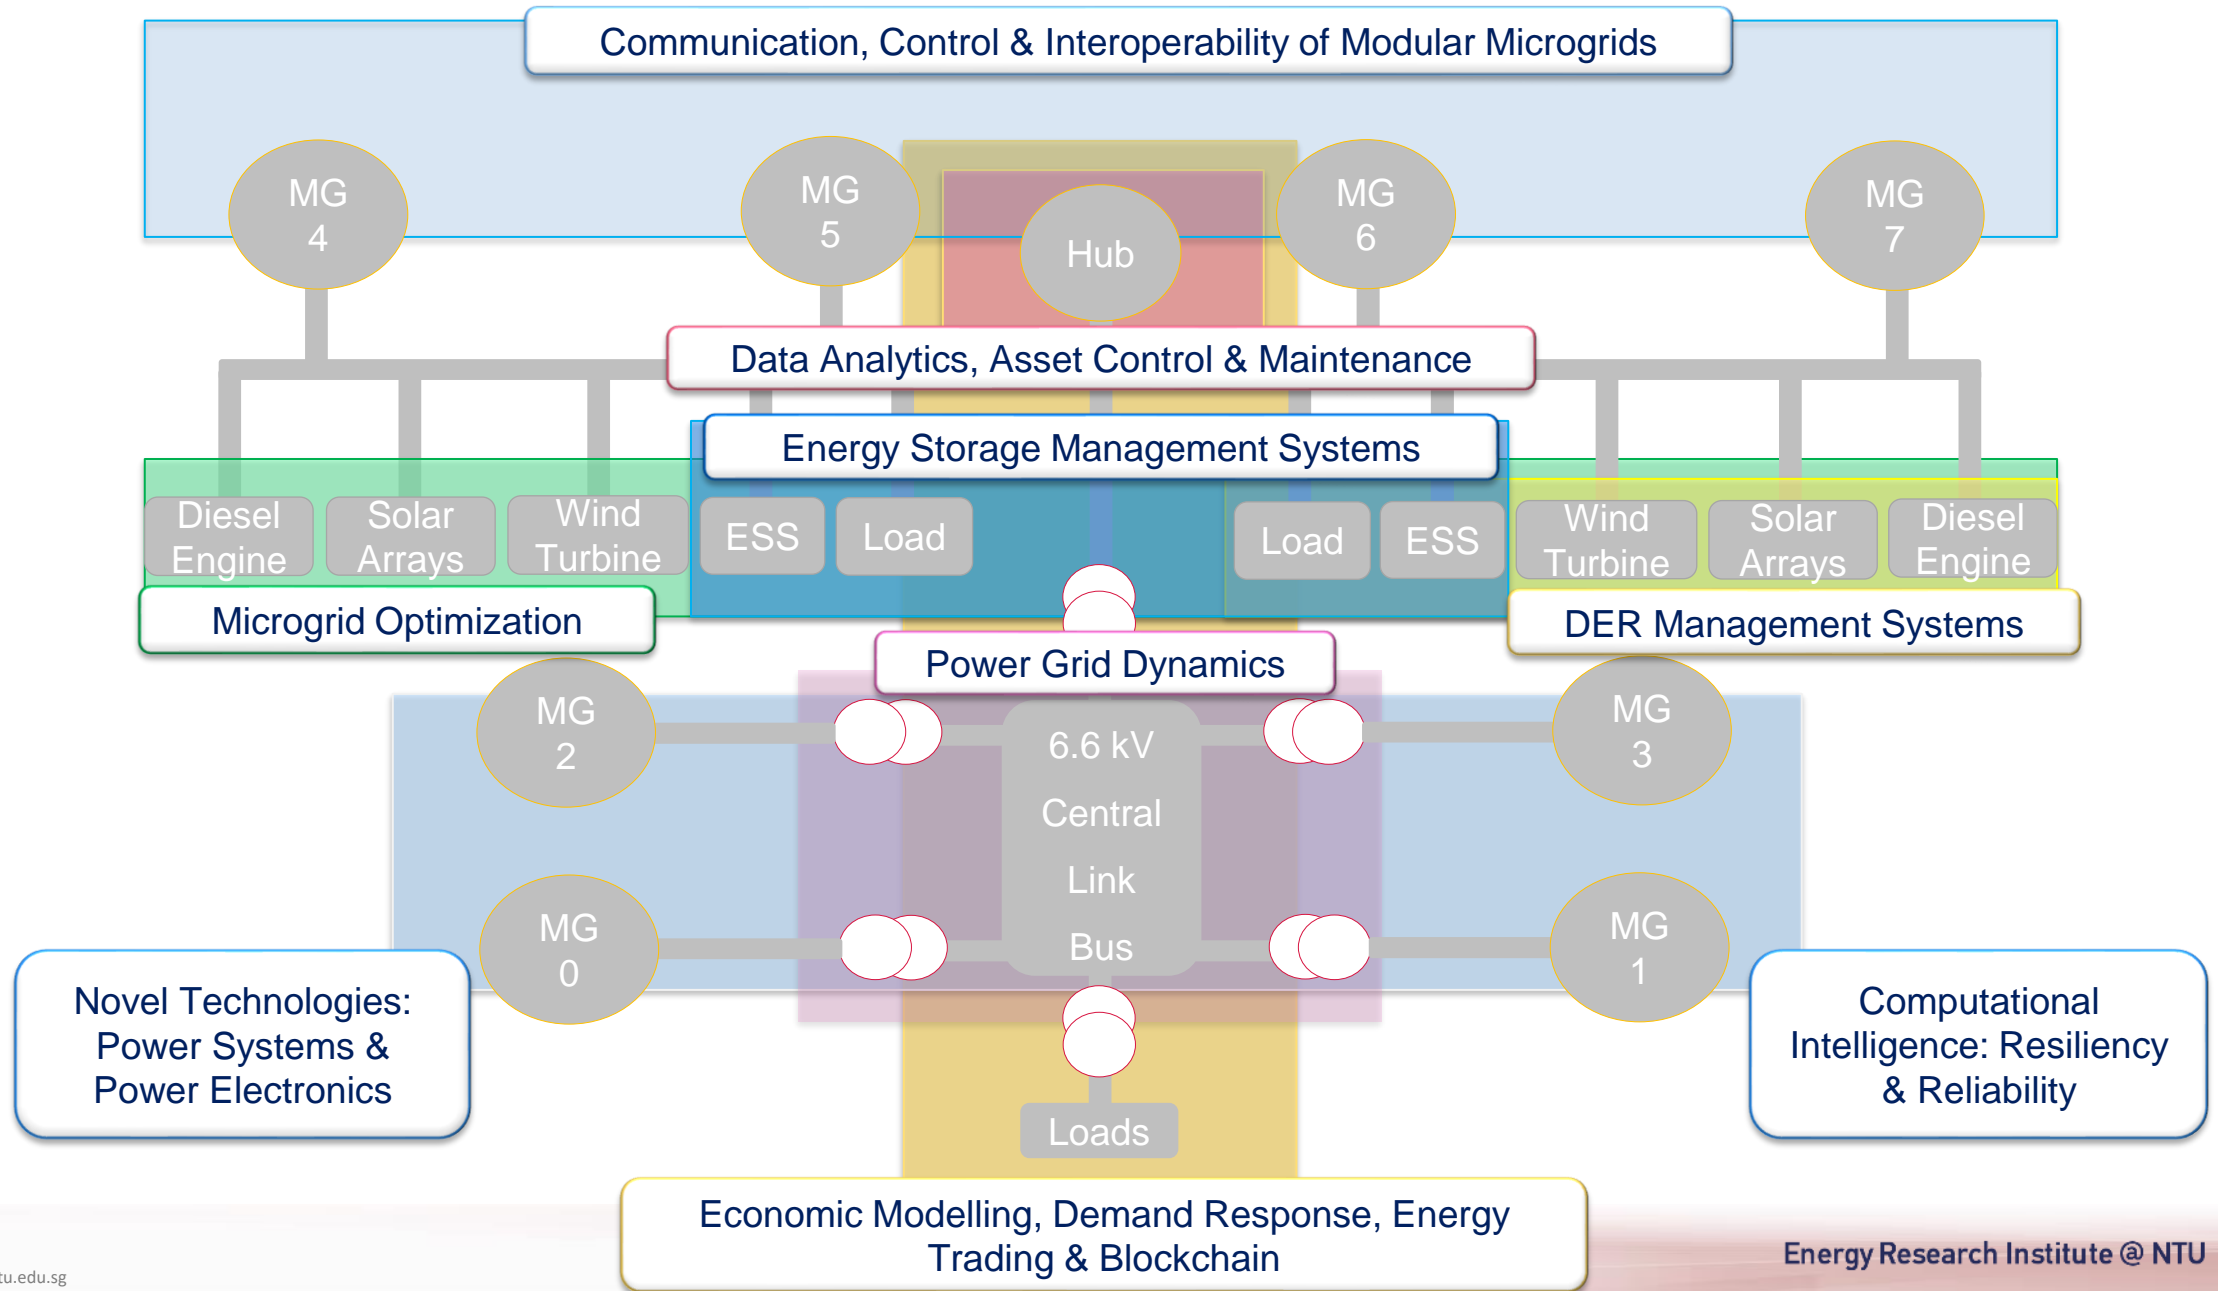 Communication, Control & Interoperability of Modular Microgrids
MG
4
MG
5
Hub
MG
6
MG
7
Data Analytics, Asset Control & Maintenance
Energy Storage Management Systems
Diesel
Engine
Solar
Arrays
Wind
Turbine
ESS
Load
Load
ESS
Wind
Turbine
Solar
Arrays
Diesel
Engine
Microgrid Optimization
DER Management Systems
Power Grid Dynamics
MG
2
6.6 kV
Central
Link
Bus
MG
3
MG
0
MG
1
Novel Technologies:
Power Systems &
Power Electronics
Computational
Intelligence: Resiliency
& Reliability
Loads
Economic Modelling, Demand Response, Energy
Trading & Blockchain
Energy Research Institute @ NTU
tu.edu.sg